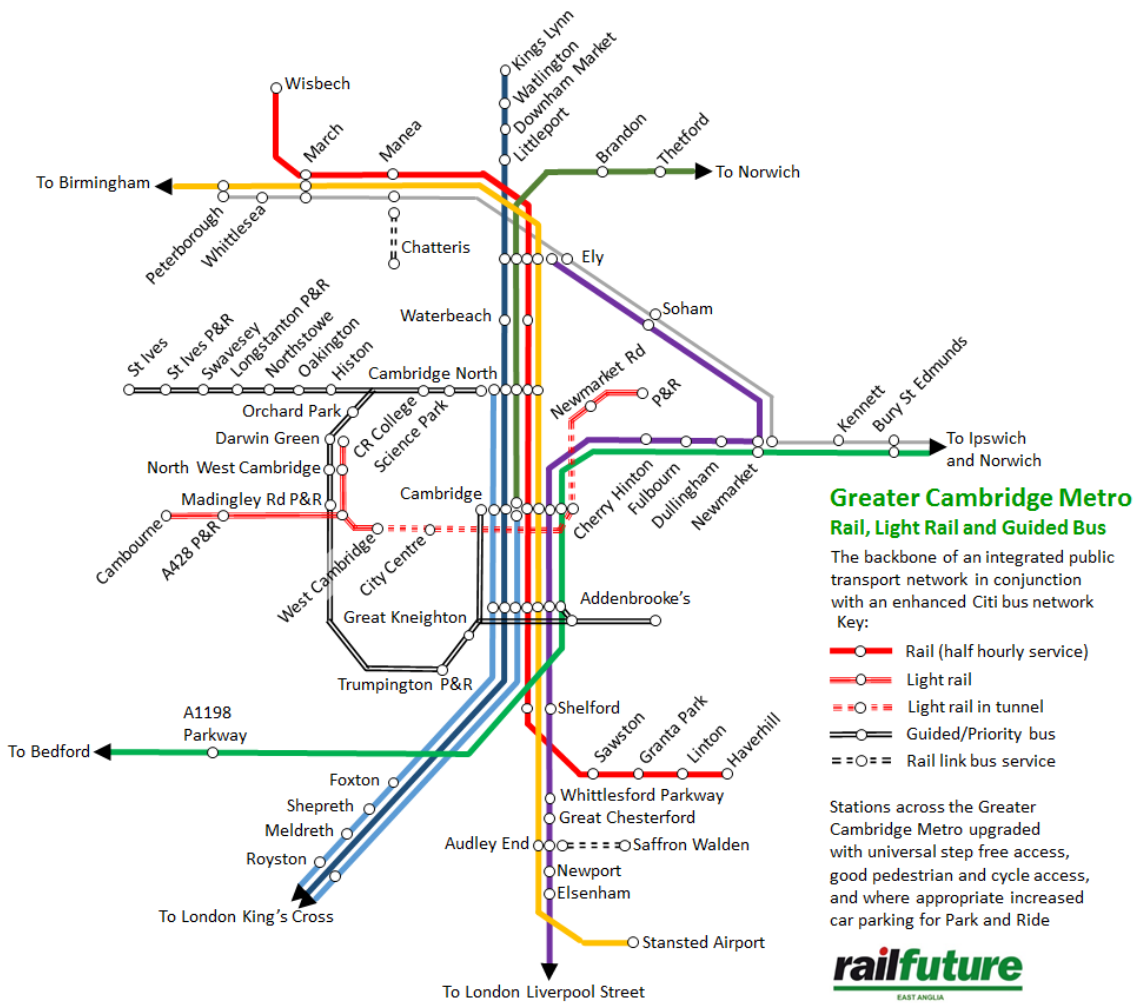 Kings Lynn
Watlington
Downham Market
Littleport
Wisbech
March
Manea
Brandon
Thetford
To Norwich
To Birmingham
Peterborough
Whittlesea
Chatteris
Ely
Soham
Waterbeach
St Ives
St Ives P&R
Swavesey
Longstanton P&R
Northstowe
Oakington
Histon
Cambridge North
Newmarket Rd
P&R
Orchard Park
CR College
Science Park
Darwin Green
North West Cambridge
Madingley Rd P&R
Cambridge
Kennett
Bury St Edmunds
To Ipswich
and Norwich
Cherry Hinton
Fulbourn
Dullingham
Newmarket
Cambourne
A428 P&R
West Cambridge
City Centre
Addenbrooke's
Great Kneighton
Trumpington P&R
A1198
Parkway
To Bedford
Shelford
Sawston
Granta Park
Linton
Haverhill
Foxton
Shepreth
Meldreth
Royston
Whittlesford Parkway
Great Chesterford
Audley End
Saffron Walden
Newport
Elsenham
To London King's Cross
Stansted Airport
To London Liverpool Street
Greater Cambridge Metro
Rail, Light Rail and Guided Bus
The backbone of an integrated public
transport network in conjunction
with an enhanced Citi bus network
Key:
Rail (half hourly service)
Light rail
Light rail in tunnel
Guided/Priority bus
Rail link bus service
Stations across the Greater
Cambridge Metro upgraded
with universal step free access,
good pedestrian and cycle access,
and where appropriate increased
car parking for Park and Ride
railfuture
EAST ANGLIA